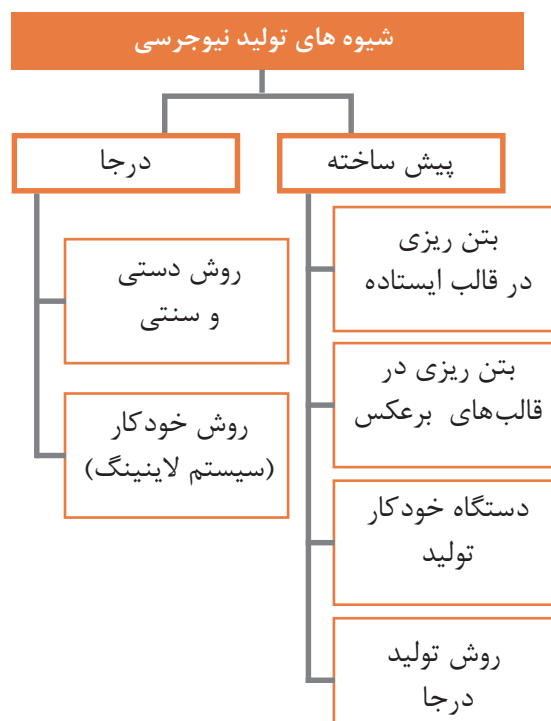 شیوه های تولید نیوجرسی
پیش ساخته
بتن ریزی
در قالب ایستاده
بتن ریزی در
قالب‌های برعکس
دستگاه خودکار
تولید
روش تولید
درجا
درجا
روش دستی
و سنتی
روش خودکار
(سیستم لاینینگ)